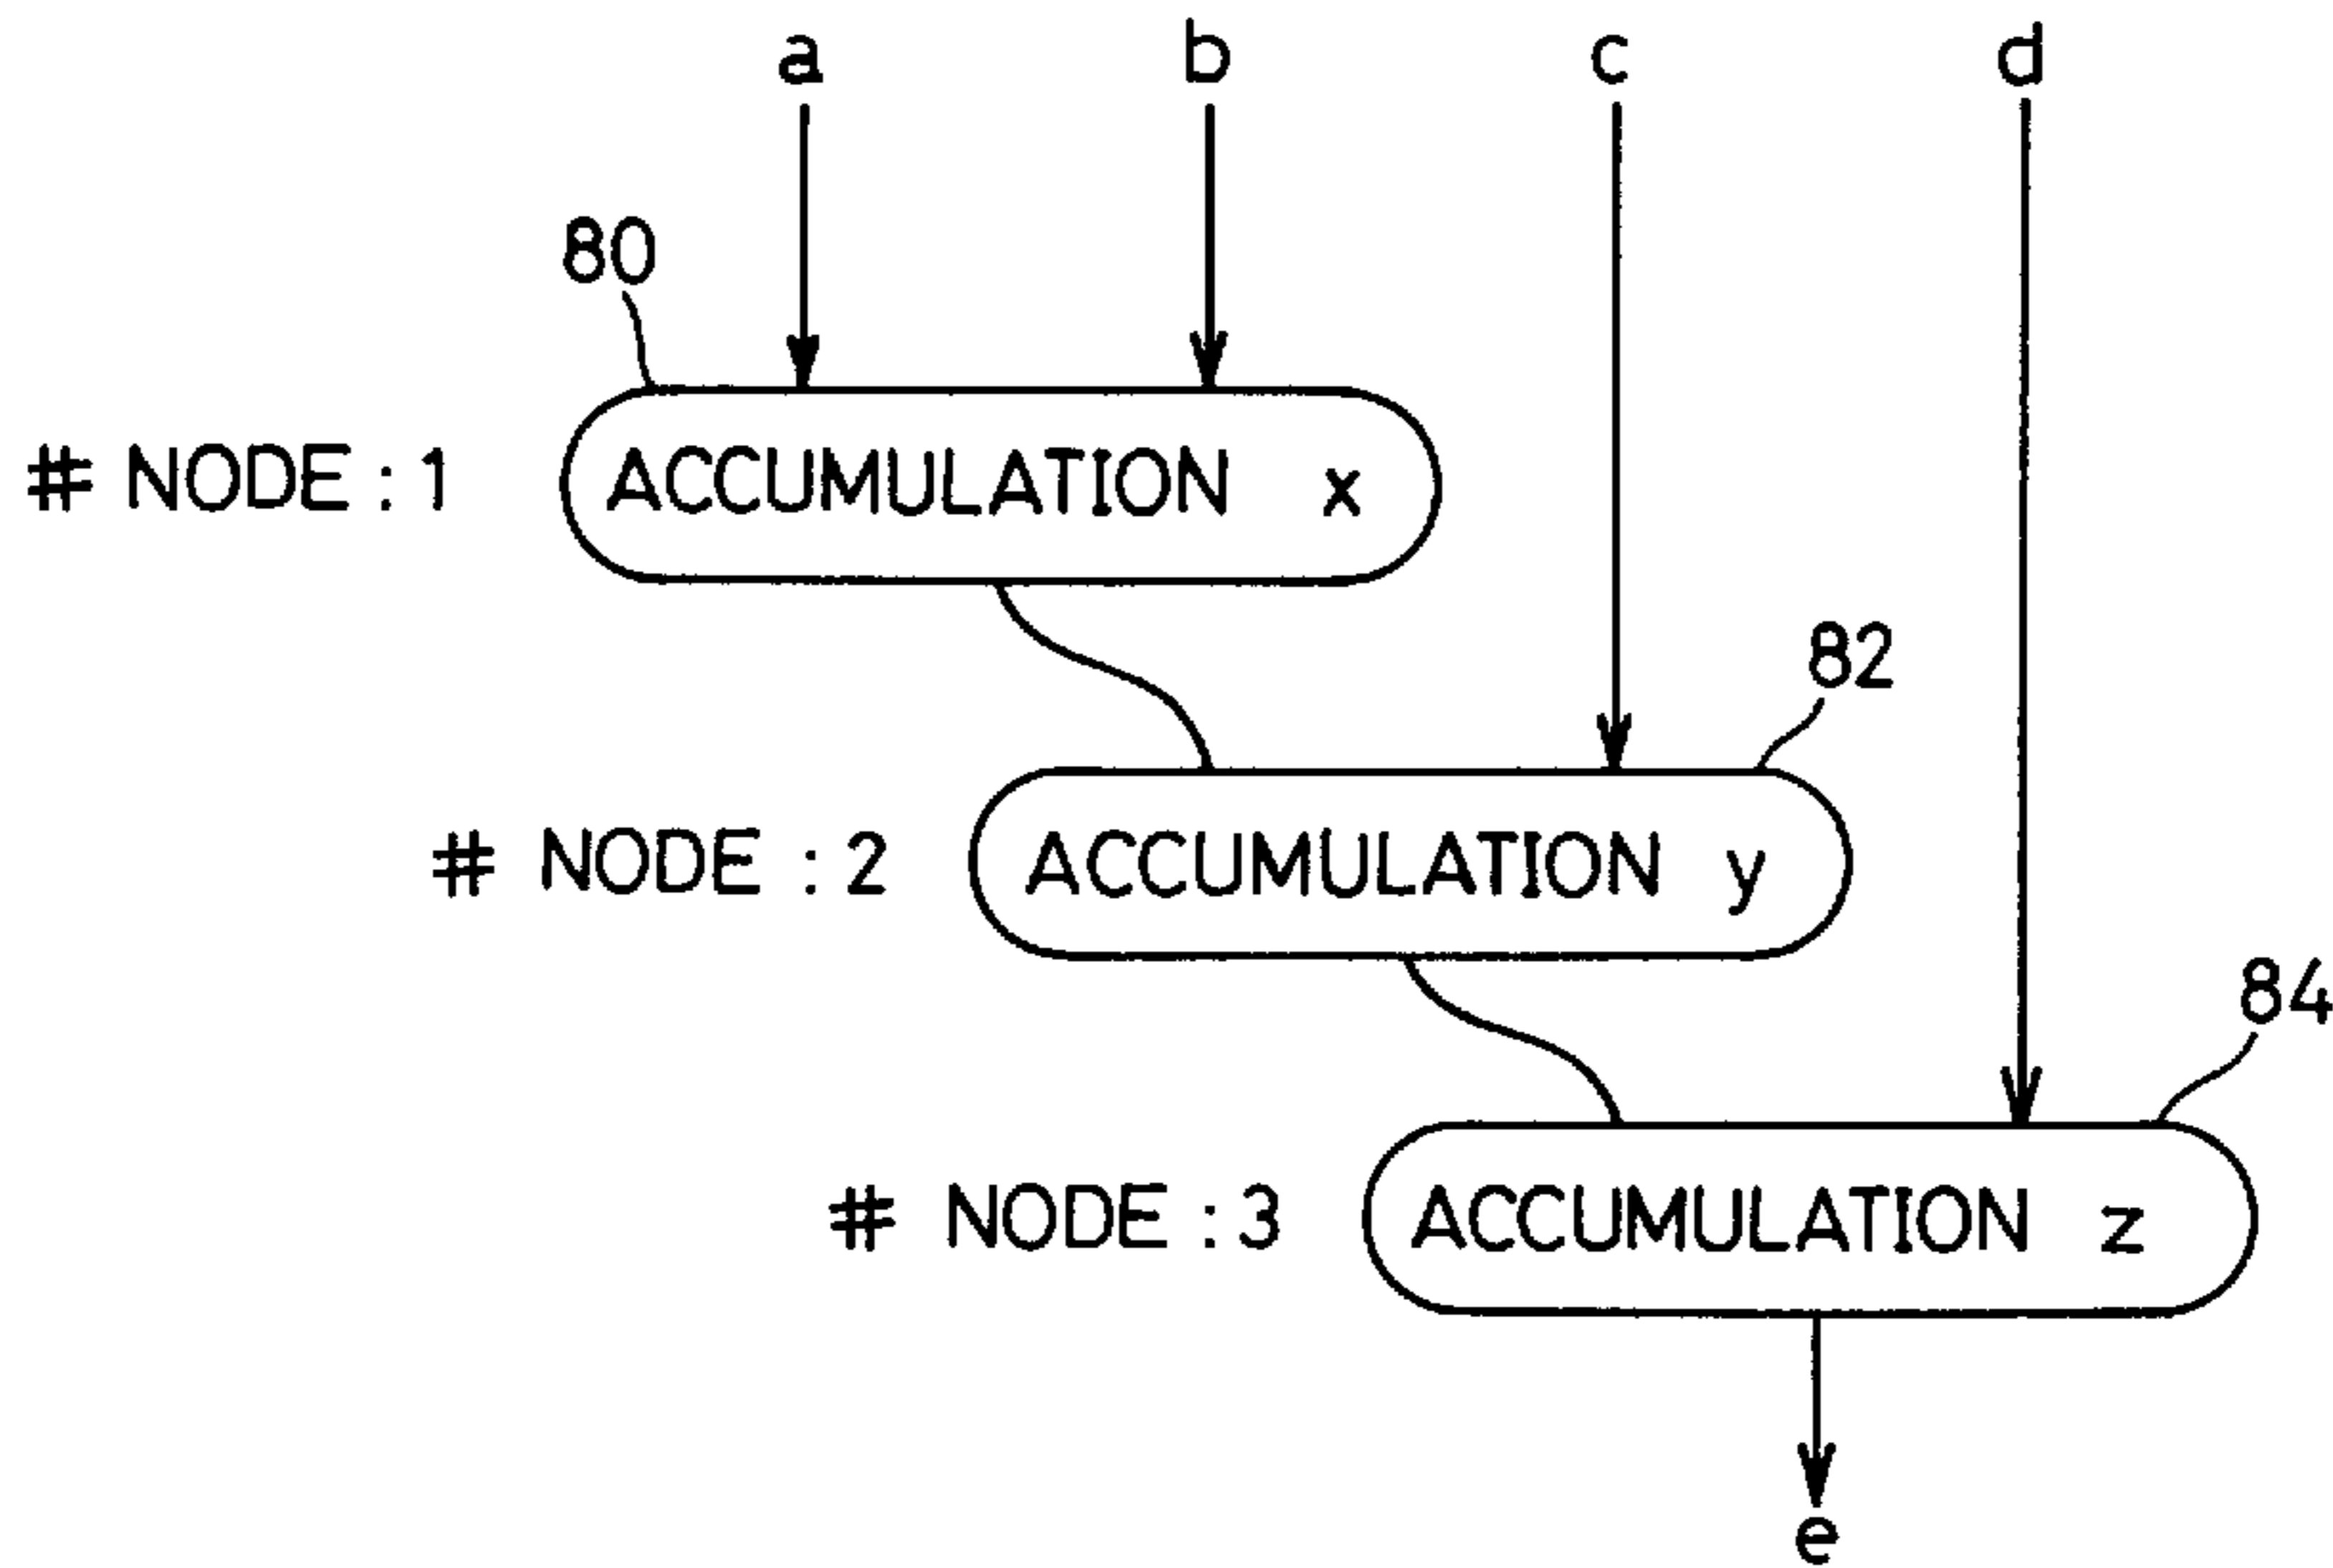 a b c d
80
# NODE : 1 ACCUMULATION x
82
# NODE : 2 ACCUMULATION y
84
# NODE : 3 ACCUMULATION z
e